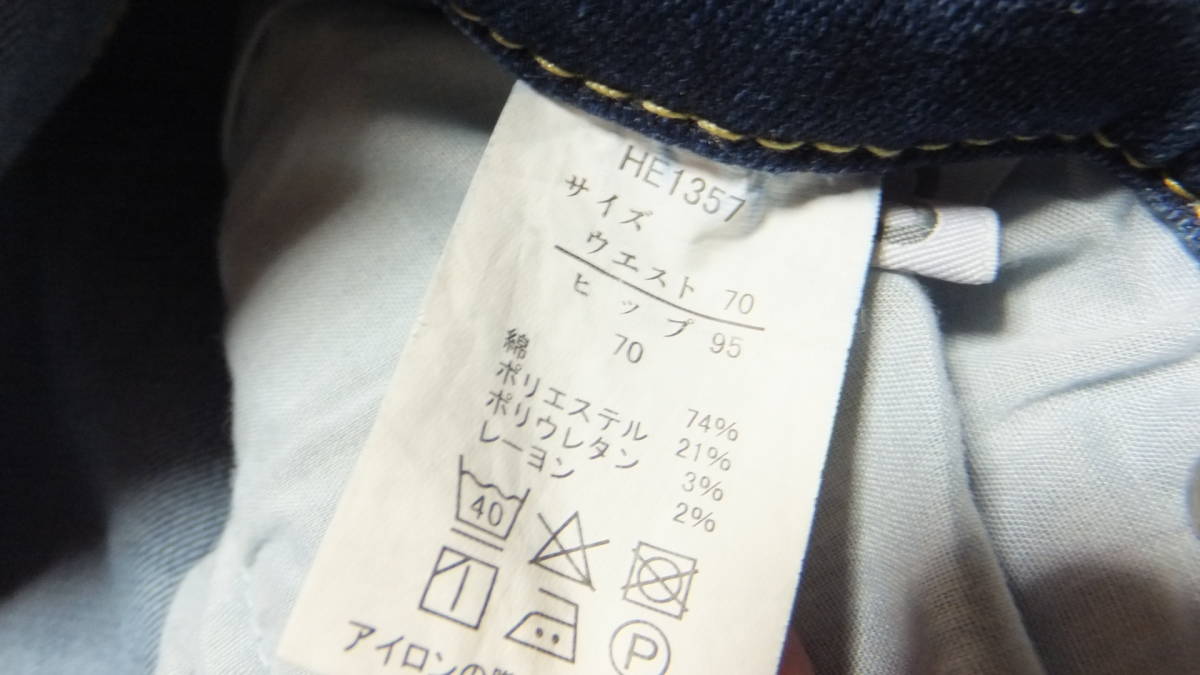 HE1357
サイズ
ウエスト 70
ヒップ 95
70
綿 74%
ポリエステル 21%
ポリウレタン 3%
レーヨン 2%
40
P
アイロンの